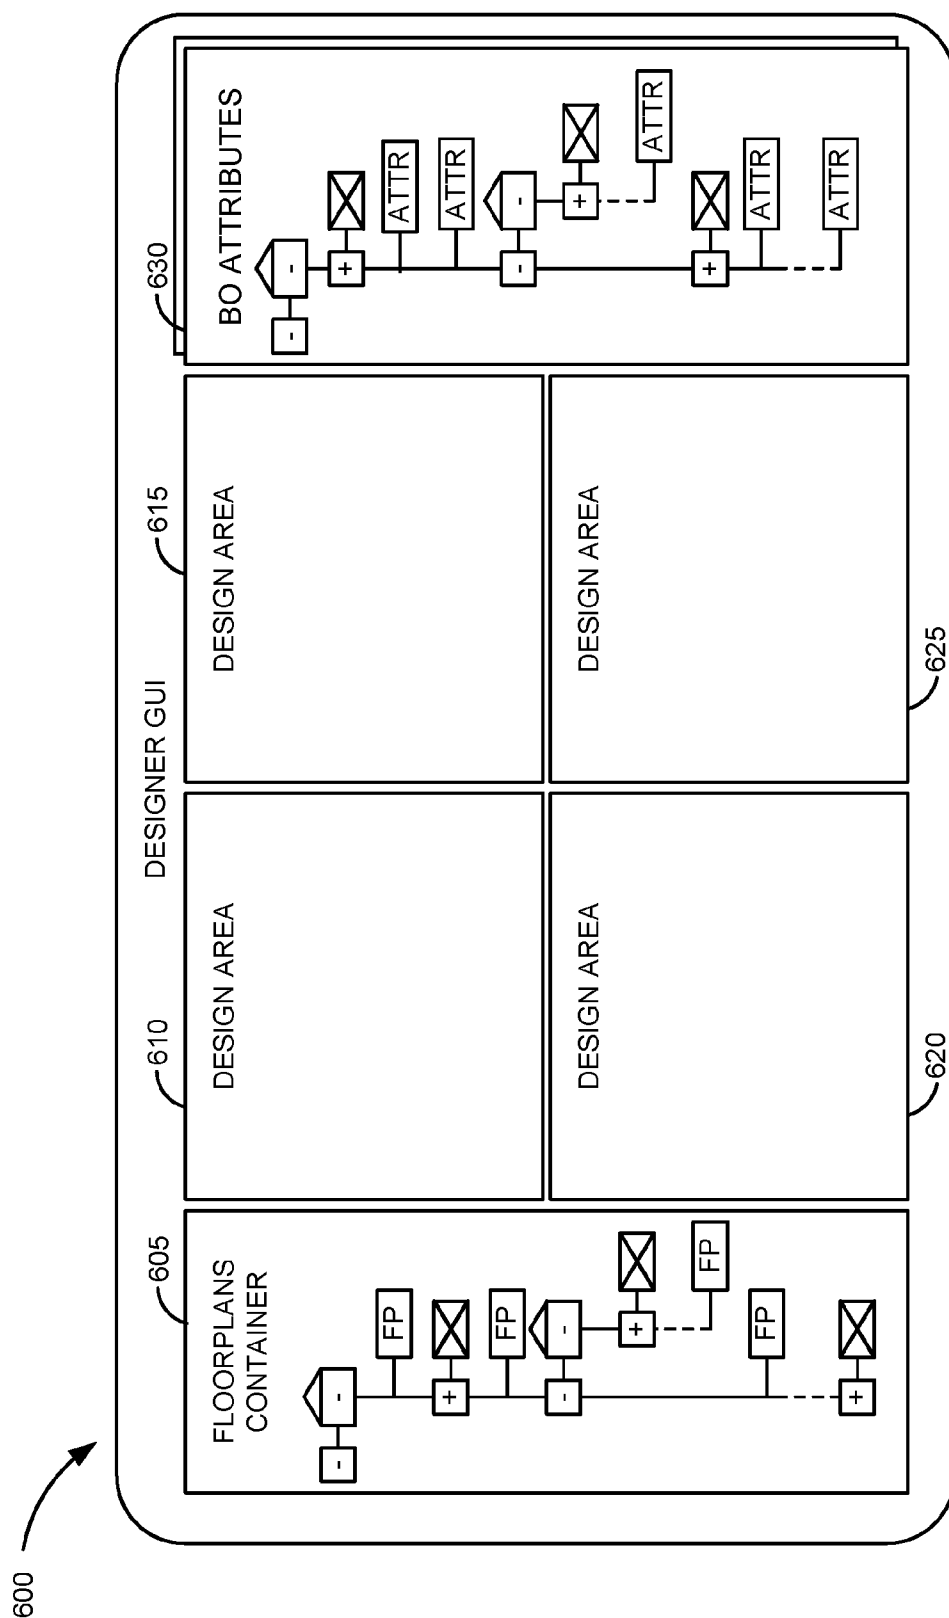 600
DESIGNER GUI
605
610
615
630
FLOORPLANS
CONTAINER
-
-
FP
+
FP
-
-
+
FP
FP
+
DESIGN AREA
DESIGN AREA
DESIGN AREA
DESIGN AREA
620
625
BO ATTRIBUTES
-
-
+
ATTR
ATTR
-
-
+
ATTR
+
ATTR
ATTR